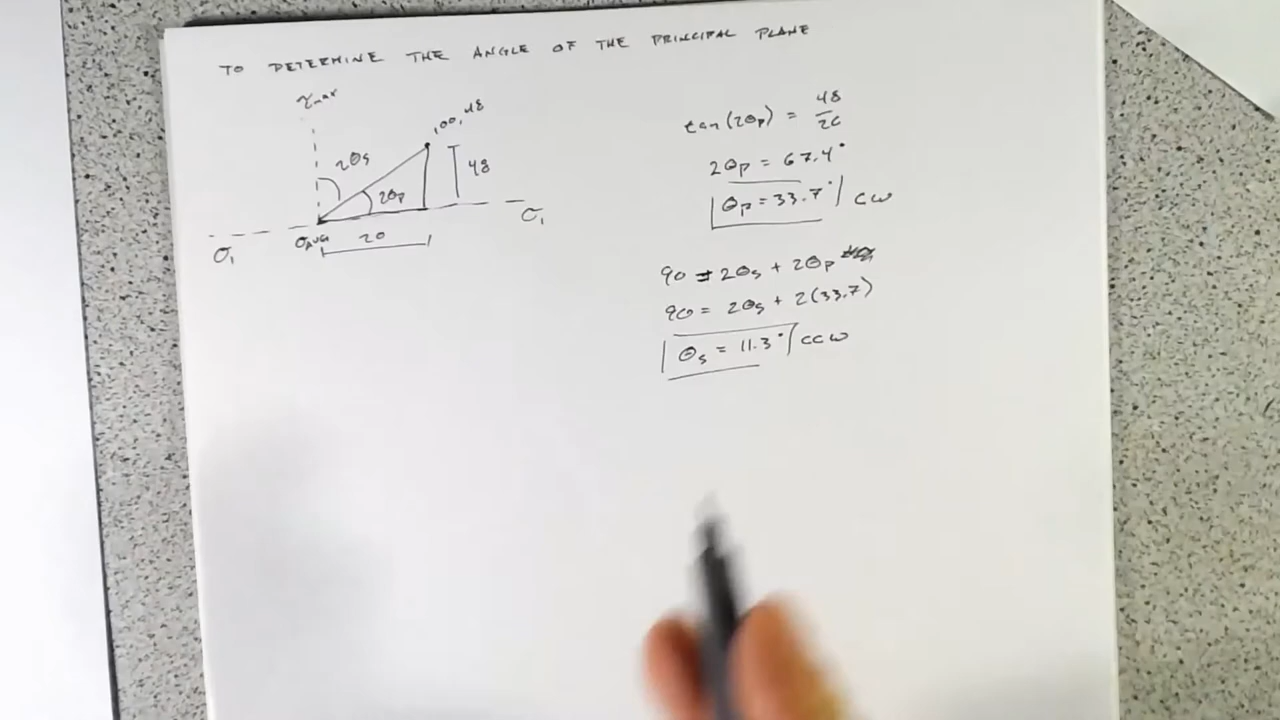 TO DETERMINE THE ANGLE OF THE PRINCIPAL PLANE
τmax
100, 48
2θs
48
2θp
σ1
σAVG
20
σ1
tan(2θp) = 48/20
2θp = 67.4°
θp = 33.7° CW
90 = 2θs + 2θp
90 = 2θs + 2(33.7)
θs = 11.3° CCW